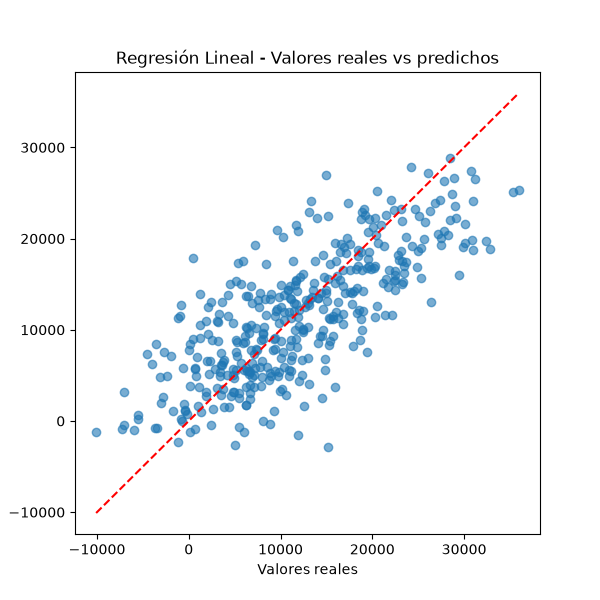 Regresión Lineal - Valores reales vs predichos
30000
20000
10000
0
−10000
−10000 0 10000 20000 30000
Valores reales